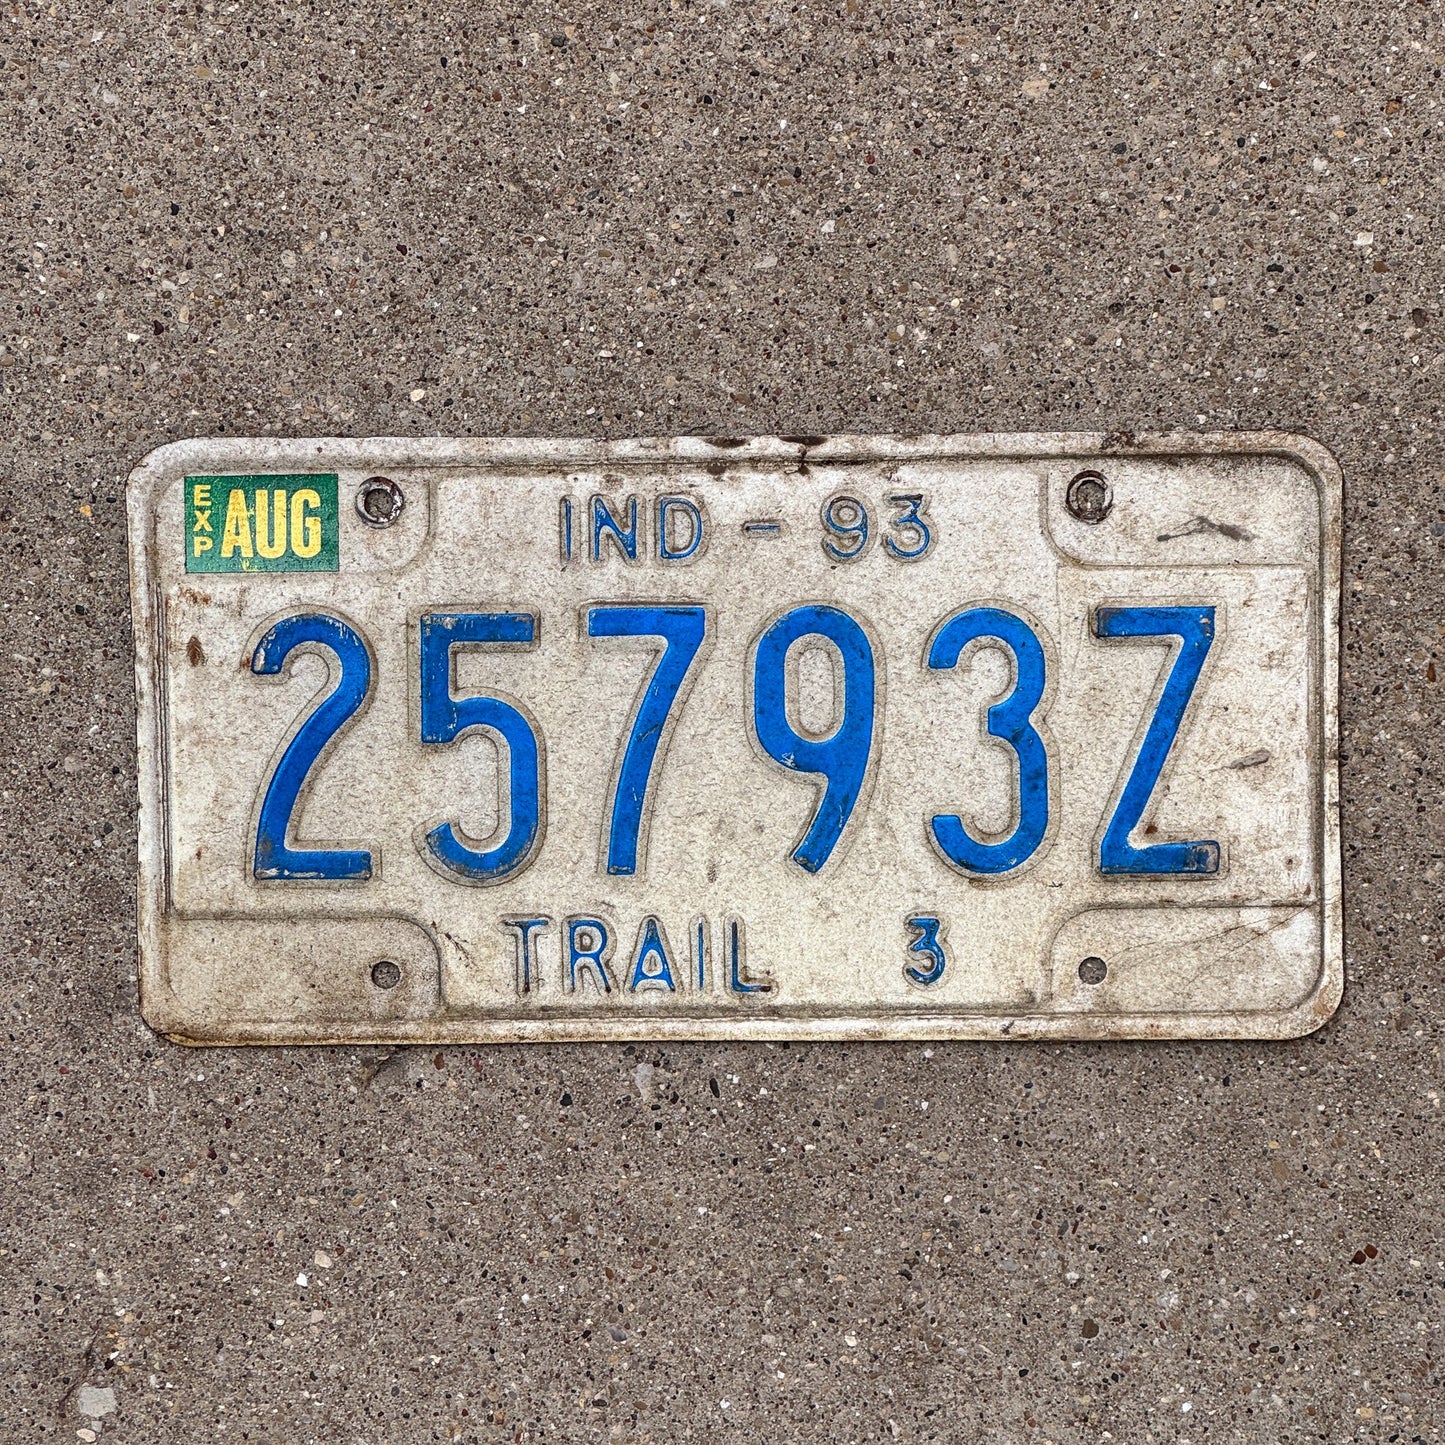 EXP AUG
IND - 93
25793Z
TRAIL 3